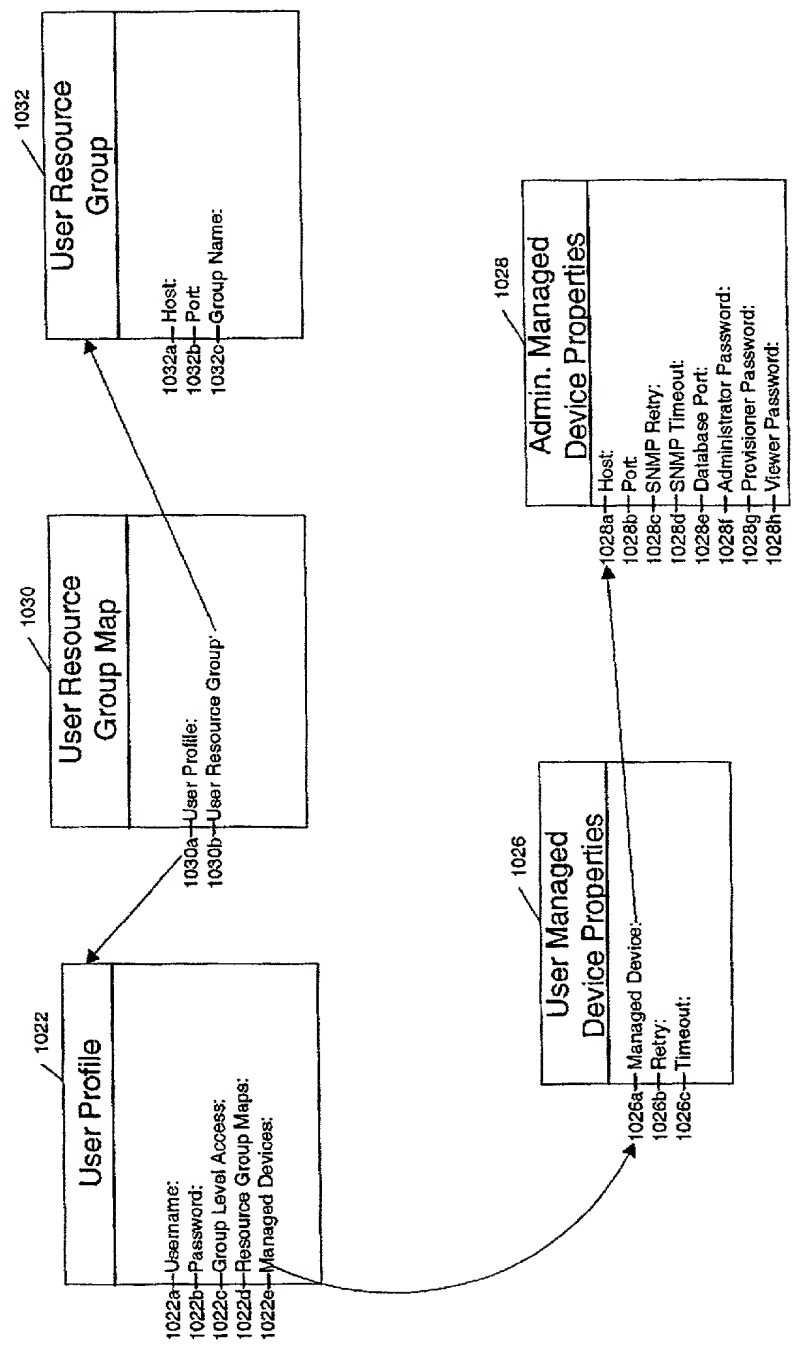 1022
User Profile
1022a Username:
1022b Password:
1022c Group Level Access:
1022d Resource Group Maps:
1022e Managed Devices:
1030
User Resource
Group Map
1030a User Profile:
1030b User Resource Group:
1032
User Resource
Group
1032a Host:
1032b Port:
1032c Group Name:
1026
User Managed
Device Properties
1026a Managed Device:
1026b Retry:
1026c Timeout:
1028
Admin. Managed
Device Properties
1028a Host:
1028b Port:
1028c SNMP Retry:
1028d SNMP Timeout:
1028e Database Port:
1028f Administrator Password:
1028g Provisioner Password:
1028h Viewer Password: